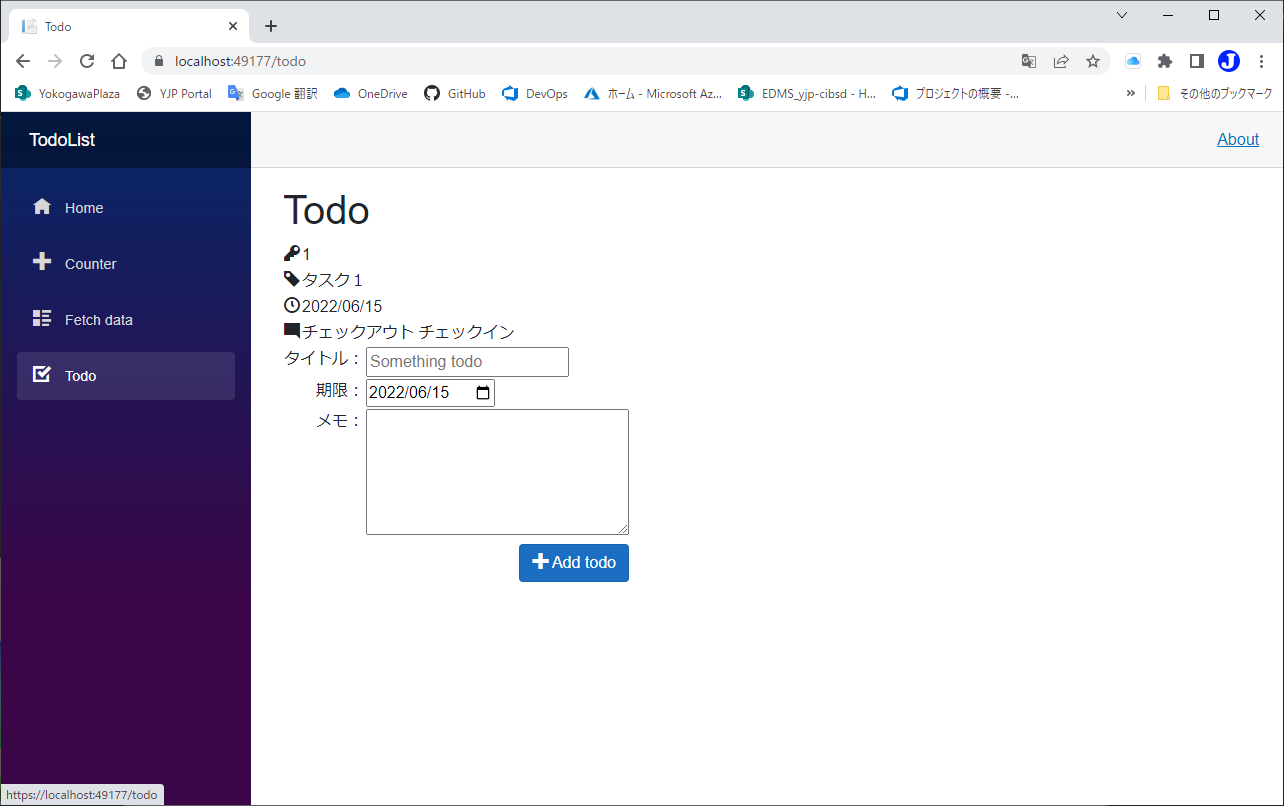 Todo
localhost:49177/todo
YokogawaPlaza YJP Portal Google 翻訳 OneDrive GitHub DevOps ホーム - Microsoft Az... EDMS_yjp-cibsd - H... プロジェクトの概要 -... » その他のブックマーク
TodoList
About
Home
Counter
Fetch data
Todo
Todo
1
タスク1
2022/06/15
チェックアウト チェックイン
タイトル: Something todo
期限: 2022/06/15
メモ:
Add todo
https://localhost:49177/todo